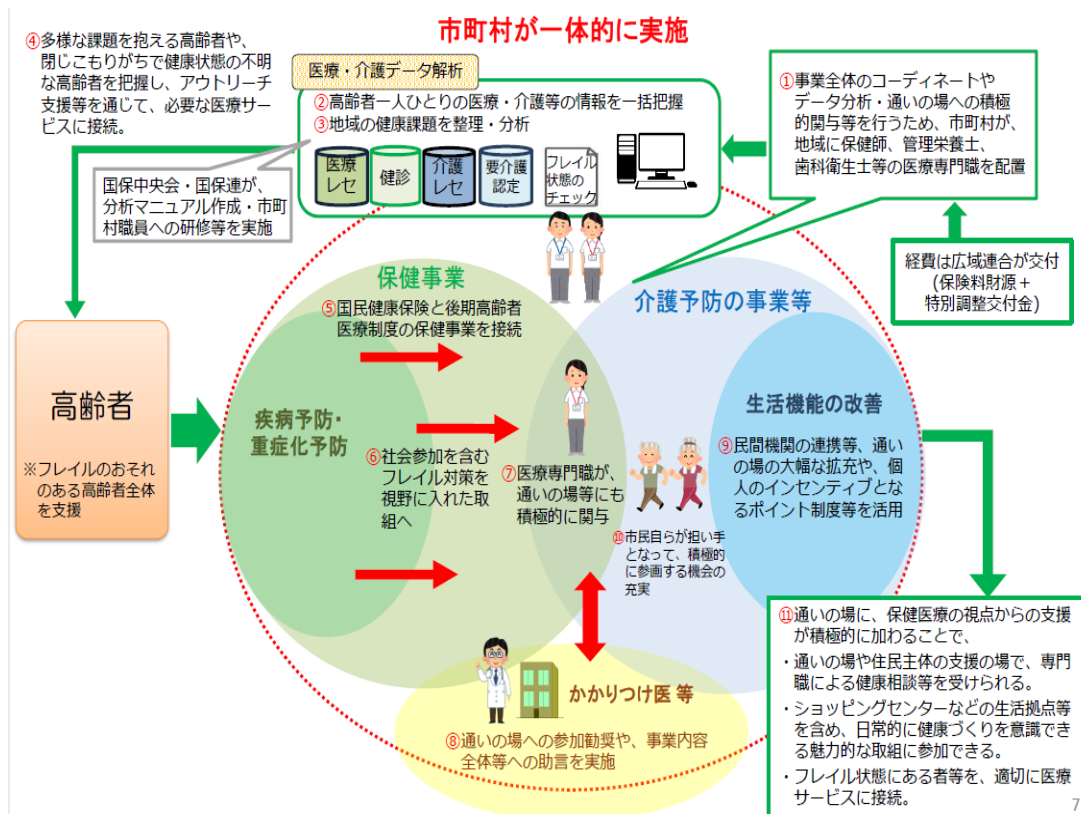 市町村が一体的に実施
④多様な課題を抱える高齢者や、
閉じこもりがちで健康状態の不明
な高齢者を把握し、アウトリーチ
支援等を通じて、必要な医療サー
ビスに接続。
医療・介護データ解析
②高齢者一人ひとりの医療・介護等の情報を一括把握
③地域の健康課題を整理・分析
医療
レセ
健診
介護
レセ
要介護
認定
フレイル
状態の
チェック
①事業全体のコーディネートや
データ分析・通いの場への積極
的関与等を行うため、市町村が、
地域に保健師、管理栄養士、
歯科衛生士等の医療専門職を配置
国保中央会・国保連が、
分析マニュアル作成・市町
村職員への研修等を実施
経費は広域連合が交付
(保険料財源＋
特別調整交付金)
保健事業
⑤国民健康保険と後期高齢者
医療制度の保健事業を接続
介護予防の事業等
高齢者
※フレイルのおそれ
のある高齢者全体
を支援
疾病予防・
重症化予防
⑥社会参加を含む
フレイル対策を
視野に入れた取
組へ
⑦医療専門職が、
通いの場等にも
積極的に関与
生活機能の改善
⑨民間機関の連携等、通い
の場の大幅な拡充や、個
人のインセンティブとな
るポイント制度等を活用
⑩市民自らが担い手
となって、積極的
に参画する機会の
充実
かかりつけ医 等
⑧通いの場への参加勧奨や、事業内容
全体等への助言を実施
⑪通いの場に、保健医療の視点からの支援
が積極的に加わることで、
・通いの場や住民主体の支援の場で、専門
職による健康相談等を受けられる。
・ショッピングセンターなどの生活拠点等
を含め、日常的に健康づくりを意識でき
る魅力的な取組に参加できる。
・フレイル状態にある者等を、適切に医療
サービスに接続。
7